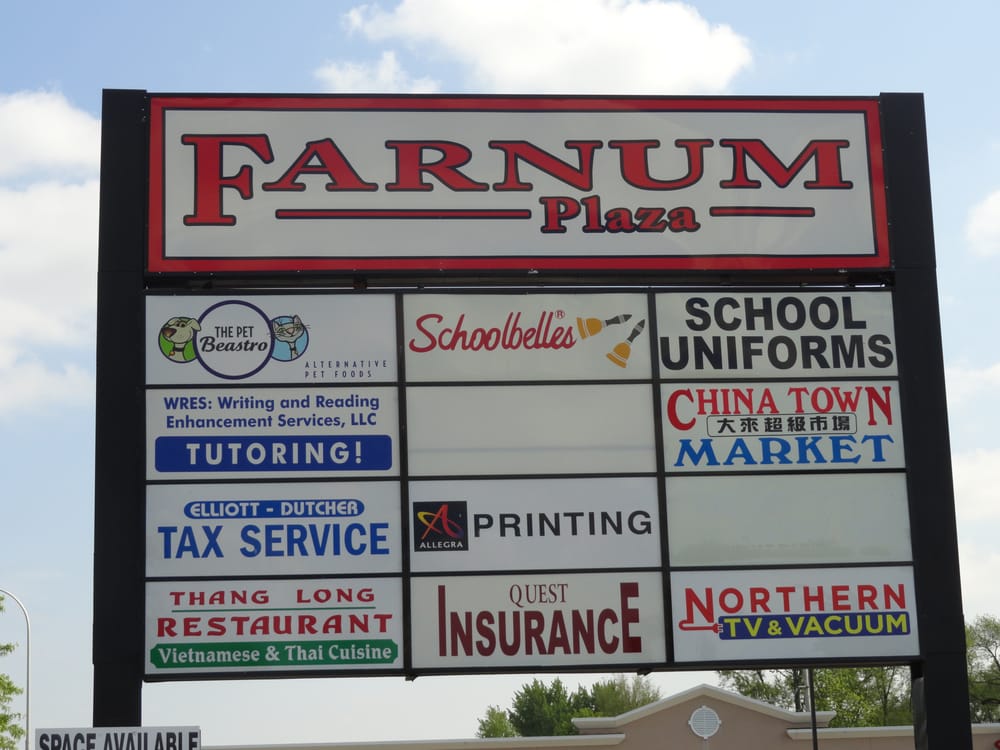 FARNUM
Plaza
THE PET
Beastro
ALTERNATIVE
PET FOODS
Schoolbelles®
SCHOOL
UNIFORMS
WRES: Writing and Reading
Enhancement Services, LLC
TUTORING!
CHINA TOWN
大來超級市場
MARKET
ELLIOTT - DUTCHER
TAX SERVICE
ALLEGRA
PRINTING
THANG LONG
RESTAURANT
Vietnamese & Thai Cuisine
QUEST
INSURANCE
NORTHERN
TV & VACUUM
SPACE AVAILABLE